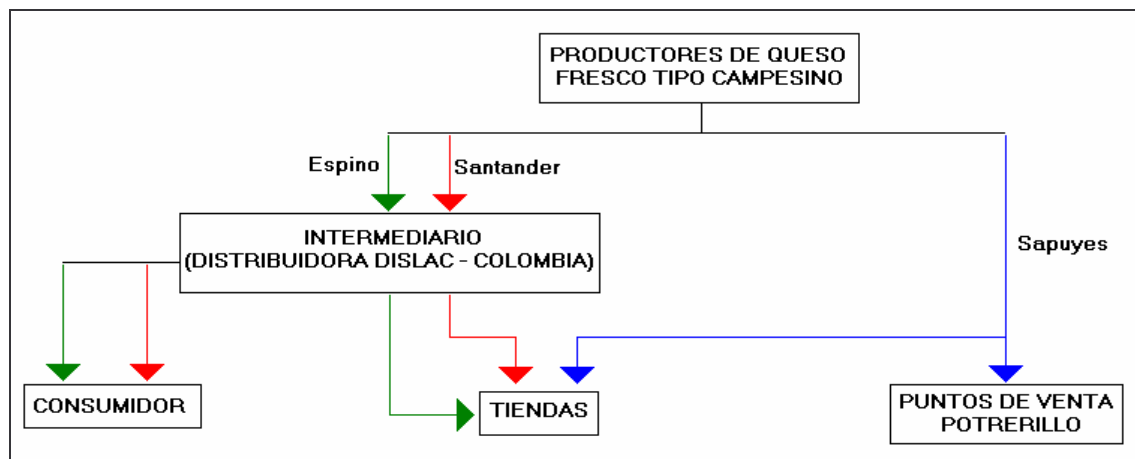 PRODUCTORES DE QUESO
FRESCO TIPO CAMPESINO
Espino
Santander
INTERMEDIARIO
(DISTRIBUIDORA DISLAC - COLOMBIA)
Sapuyes
CONSUMIDOR
TIENDAS
PUNTOS DE VENTA
POTRERILLO